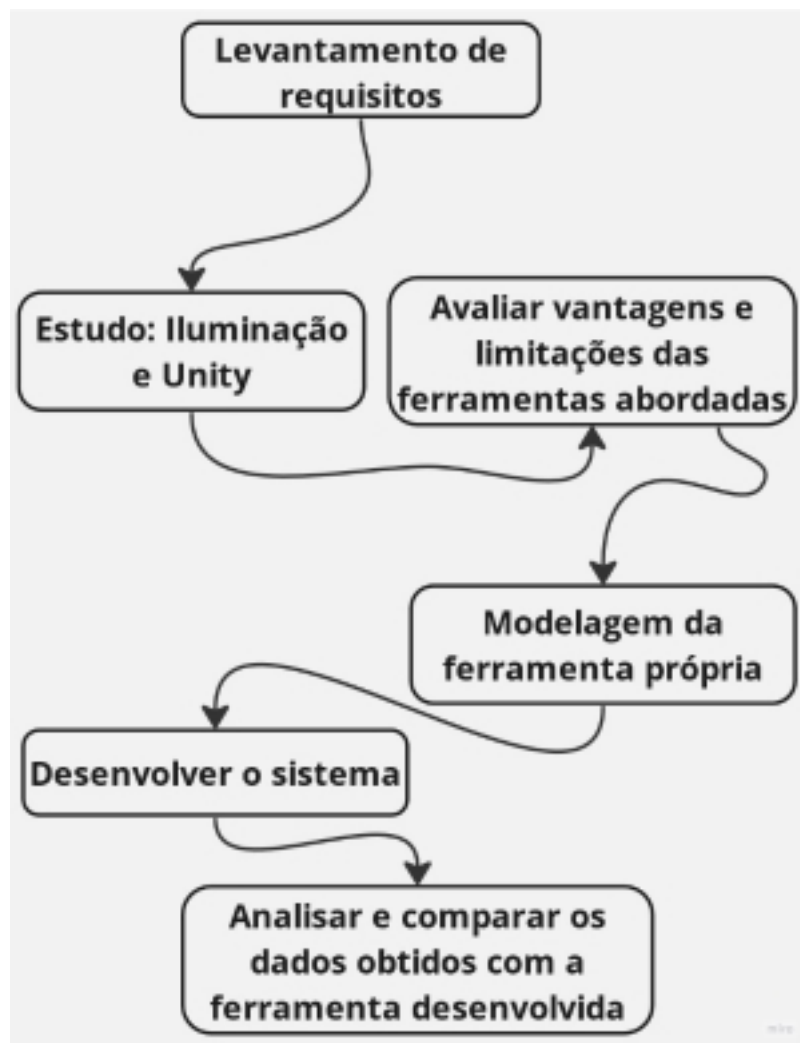 Levantamento de
requisitos
Estudo: Iluminação
e Unity
Avaliar vantagens e
limitações das
ferramentas abordadas
Modelagem da
ferramenta própria
Desenvolver o sistema
Analisar e comparar os
dados obtidos com a
ferramenta desenvolvida
miro